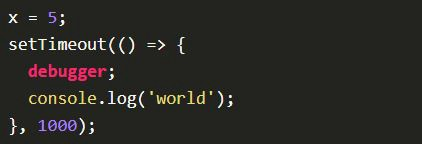 x = 5;
setTimeout(() => {
  debugger;
  console.log('world');
}, 1000);